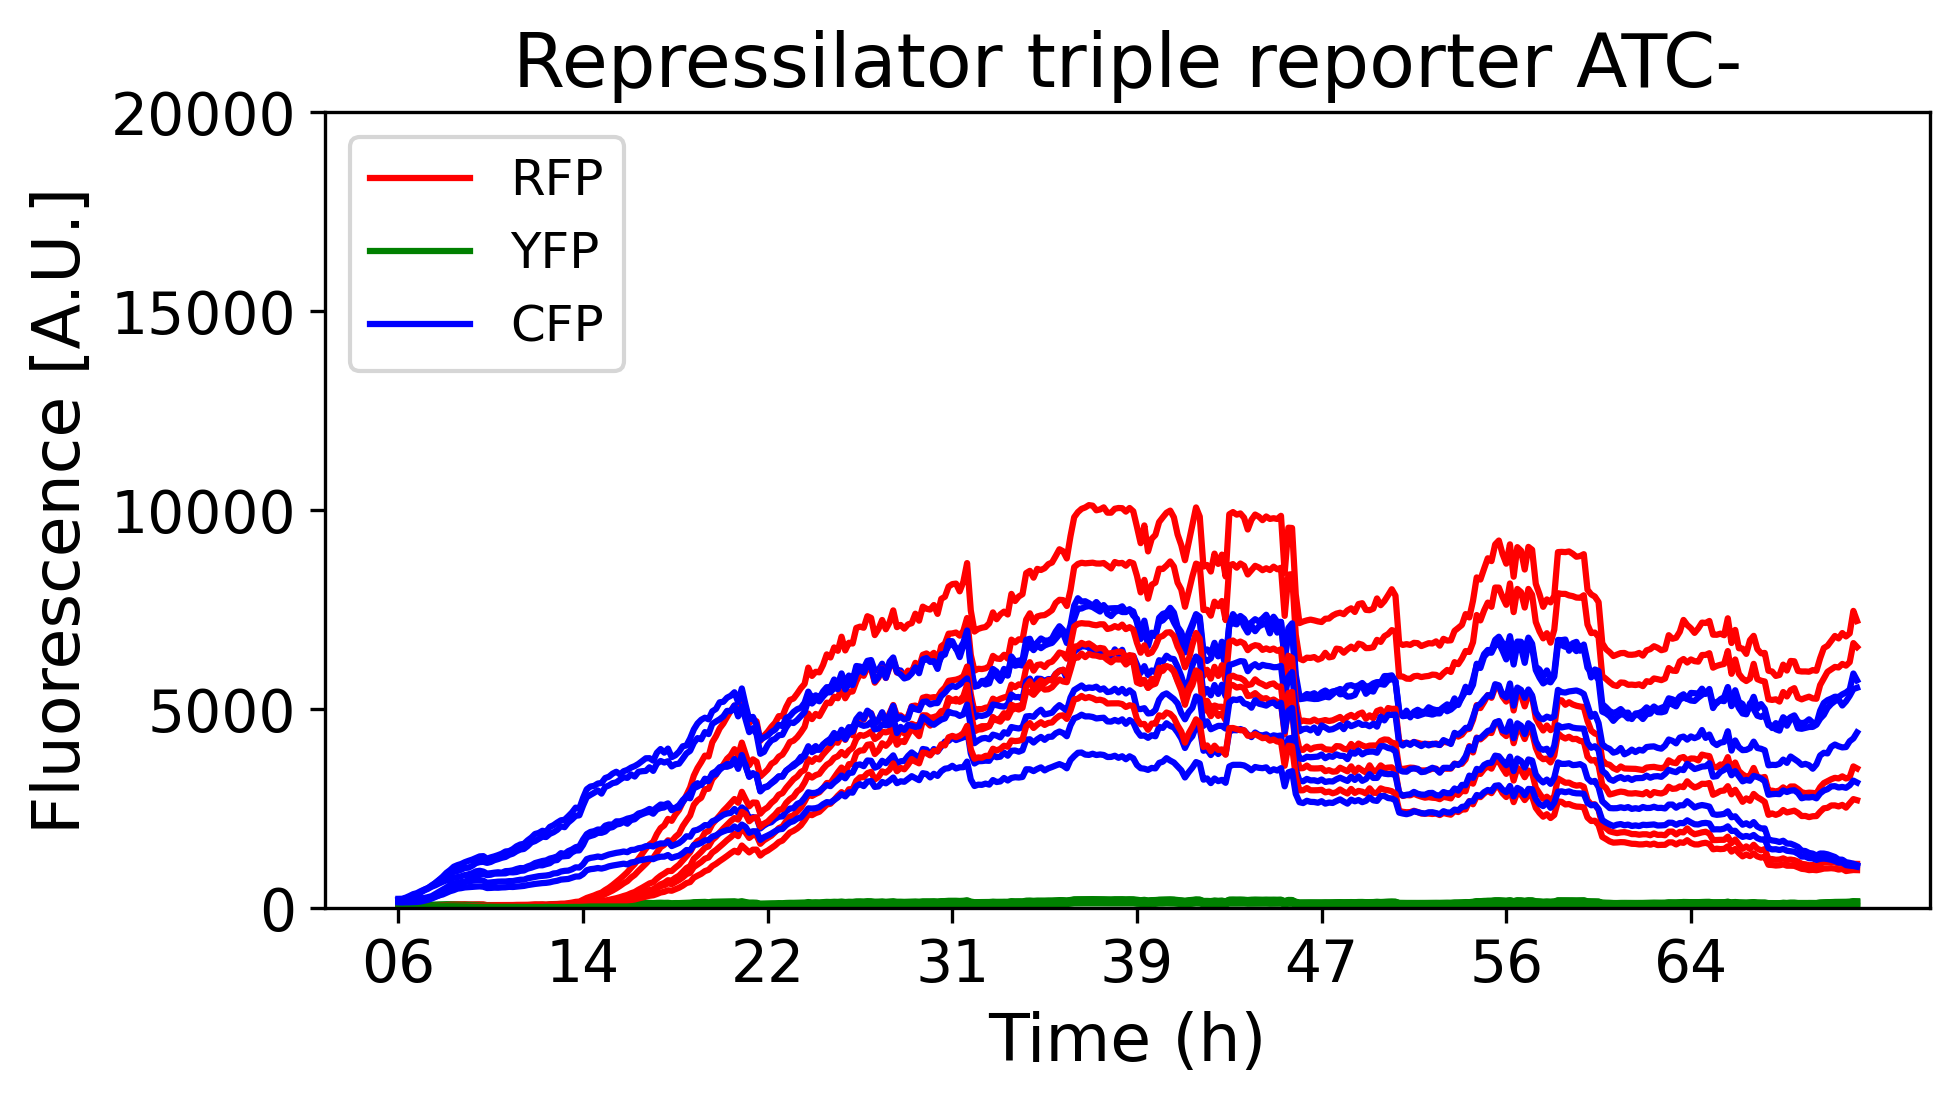 Repressilator triple reporter ATC-
Fluorescence [A.U.]
20000
15000
10000
5000
0
RFP
YFP
CFP
06 14 22 31 39 47 56 64
Time (h)